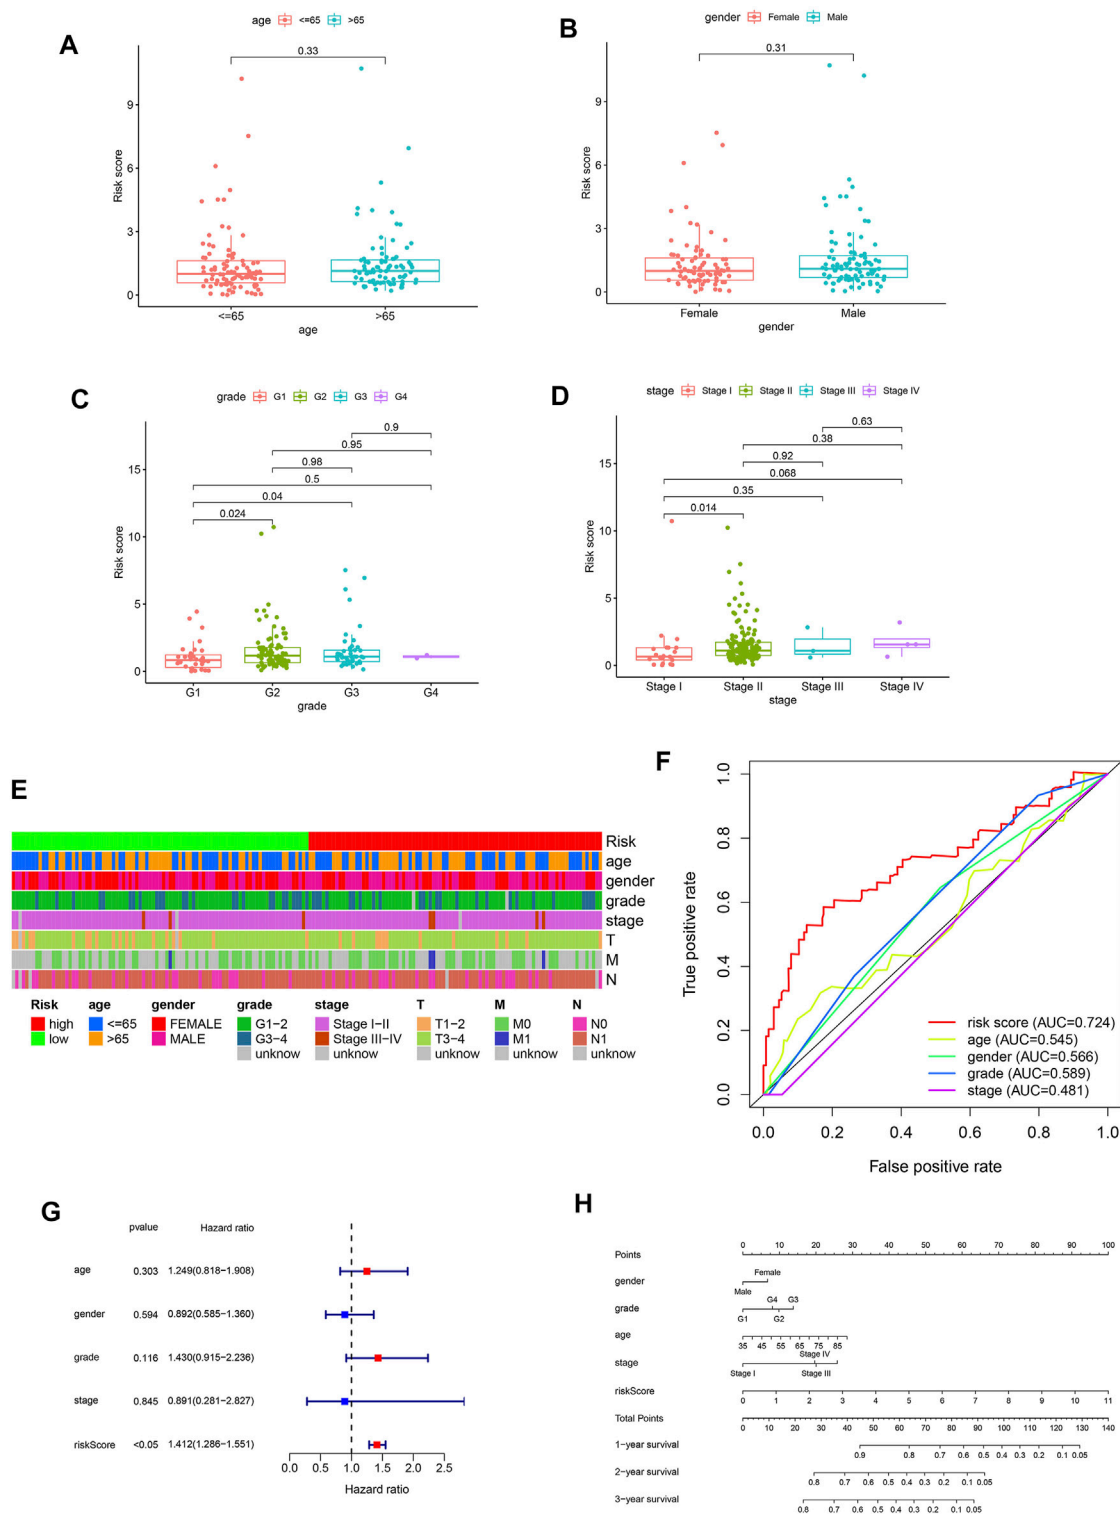 A
age <=65 >65
0.33
Risk score
9
6
3
0
<=65 >65
age
B
gender Female Male
0.31
Risk score
9
6
3
0
Female Male
gender
C
grade G1 G2 G3 G4
0.9
0.95
0.98
0.5
0.04
0.024
Risk score
15
10
5
0
G1 G2 G3 G4
grade
D
stage Stage I Stage II Stage III Stage IV
0.63
0.38
0.92
0.068
0.35
0.014
Risk score
15
10
5
0
Stage I Stage II Stage III Stage IV
stage
E
Risk
age
gender
grade
stage
T
M
N
Risk age gender grade stage T M N
high <=65 FEMALE G1-2 Stage I-II T1-2 M0 N0
low >65 MALE G3-4 Stage III-IV T3-4 M1 N1
unknow unknow unknow unknow unknow
F
True positive rate
1.0
0.8
0.6
0.4
0.2
0.0
risk score (AUC=0.724)
age (AUC=0.545)
gender (AUC=0.566)
grade (AUC=0.589)
stage (AUC=0.481)
0.0 0.2 0.4 0.6 0.8 1.0
False positive rate
G
pvalue Hazard ratio
age 0.303 1.249(0.818-1.908)
gender 0.594 0.892(0.585-1.360)
grade 0.116 1.430(0.915-2.236)
stage 0.845 0.891(0.281-2.827)
riskScore <0.05 1.412(1.286-1.551)
0.0 0.5 1.0 1.5 2.0 2.5
Hazard ratio
H
0 10 20 30 40 50 60 70 80 90 100
Points
Female
gender
Male
G4 G3
grade
G1 G2
age
35 45 55 65 75 85
Stage IV
stage
Stage I Stage III
riskScore
0 1 2 3 4 5 6 7 8 9 10 11
Total Points
0 10 20 30 40 50 60 70 80 90 100 110 120 130 140
1-year survival
0.9 0.8 0.7 0.6 0.5 0.4 0.3 0.2 0.1 0.05
2-year survival
0.8 0.7 0.6 0.5 0.4 0.3 0.2 0.1 0.05
3-year survival
0.8 0.7 0.6 0.5 0.4 0.3 0.2 0.1 0.05